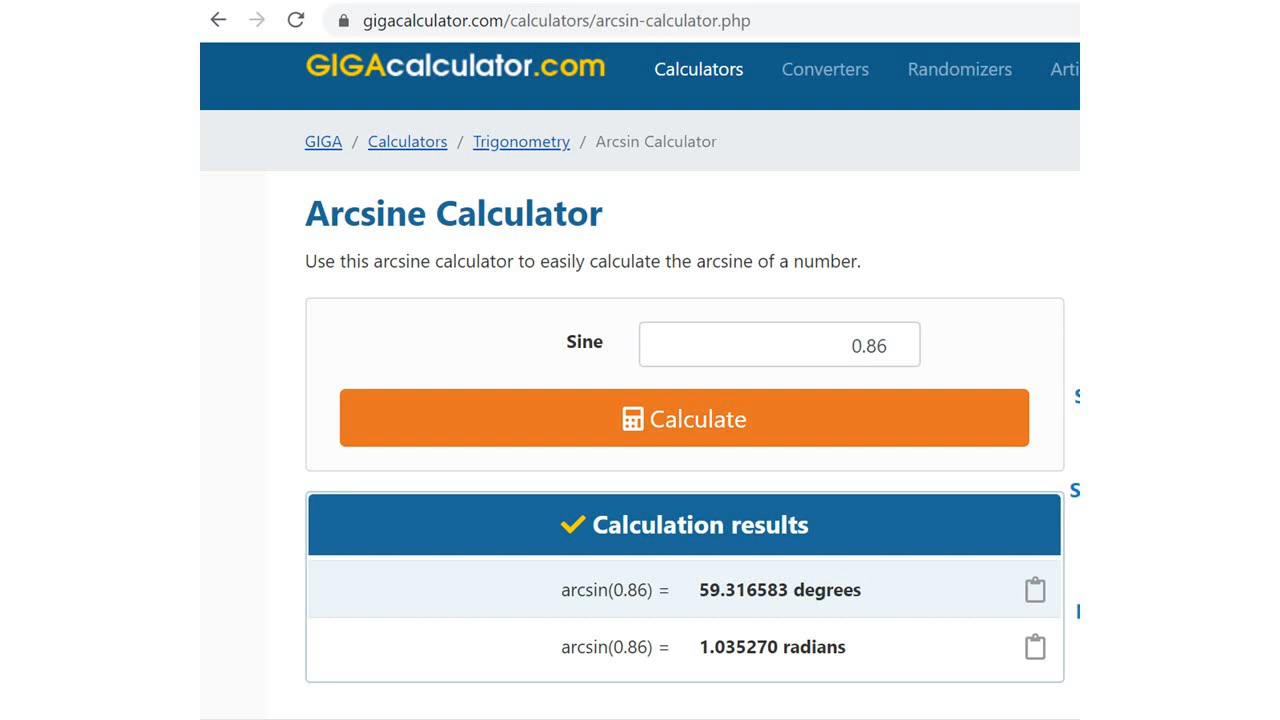 gigacalculator.com/calculators/arcsin-calculator.php
GIGAcalculator.com Calculators Converters Randomizers Arti
GIGA / Calculators / Trigonometry / Arcsin Calculator
Arcsine Calculator
Use this arcsine calculator to easily calculate the arcsine of a number.
Sine 0.86
Calculate
Calculation results
arcsin(0.86) = 59.316583 degrees
arcsin(0.86) = 1.035270 radians